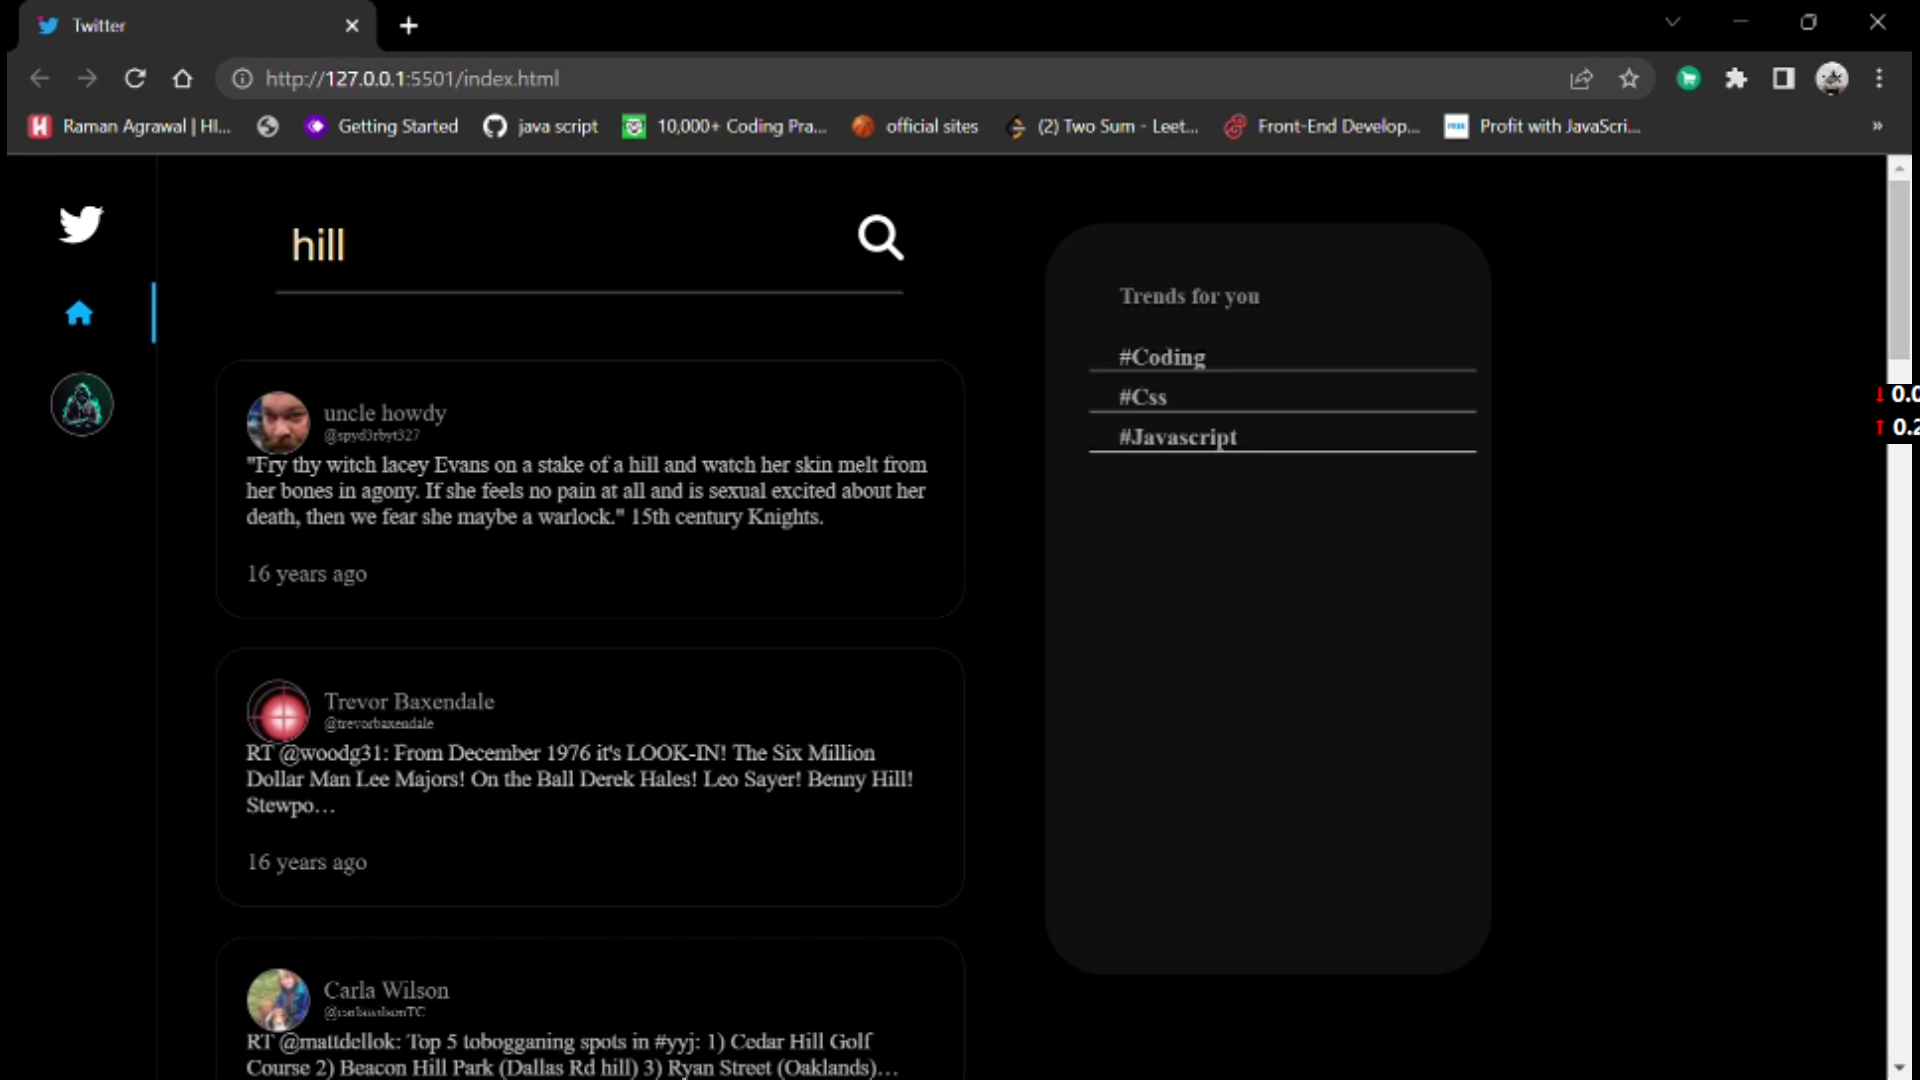 Twitter
http://127.0.0.1:5501/index.html
Raman Agrawal | HI...
Getting Started
java script
10,000+ Coding Pra...
official sites
(2) Two Sum - Leet...
Front-End Develop...
Profit with JavaScri...
»
hill
uncle howdy
@spyd3rbyt327
"Fry thy witch lacey Evans on a stake of a hill and watch her skin melt from
her bones in agony. If she feels no pain at all and is sexual excited about her
death, then we fear she maybe a warlock." 15th century Knights.
16 years ago
Trevor Baxendale
@trevorbaxendale
RT @woodg31: From December 1976 it's LOOK-IN! The Six Million
Dollar Man Lee Majors! On the Ball Derek Hales! Leo Sayer! Benny Hill!
Stewpo…
16 years ago
Carla Wilson
RT @mattdellok: Top 5 tobogganing spots in #yyj: 1) Cedar Hill Golf
Course 2) Beacon Hill Park (Dallas Rd hill) 3) Ryan Street (Oaklands)…
Trends for you
#Coding
#Css
#Javascript
↓ 0.0
↑ 0.2